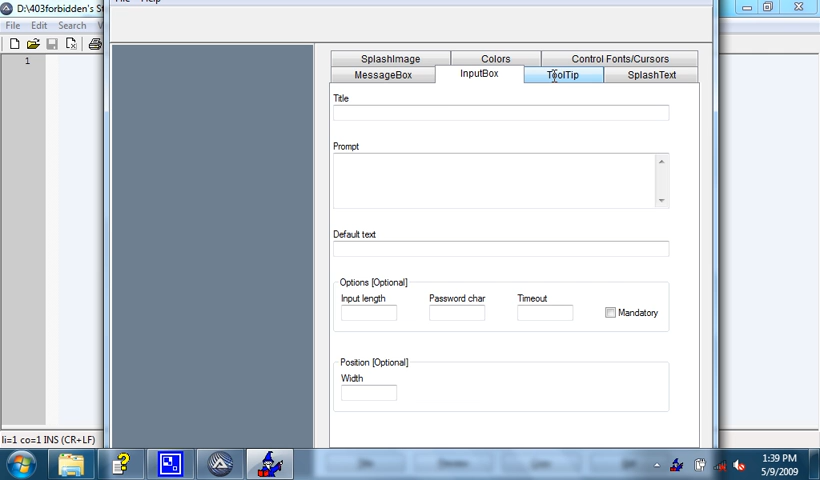 D:\403forbidden's S
File Edit Search
1
Help
SplashImage Colors Control Fonts/Cursors
MessageBox InputBox ToolTip SplashText
Title
Prompt
Default text
Options [Optional]
Input length Password char Timeout
Mandatory
Position [Optional]
Width
li=1 co=1 INS (CR+LF)
1:39 PM
5/9/2009